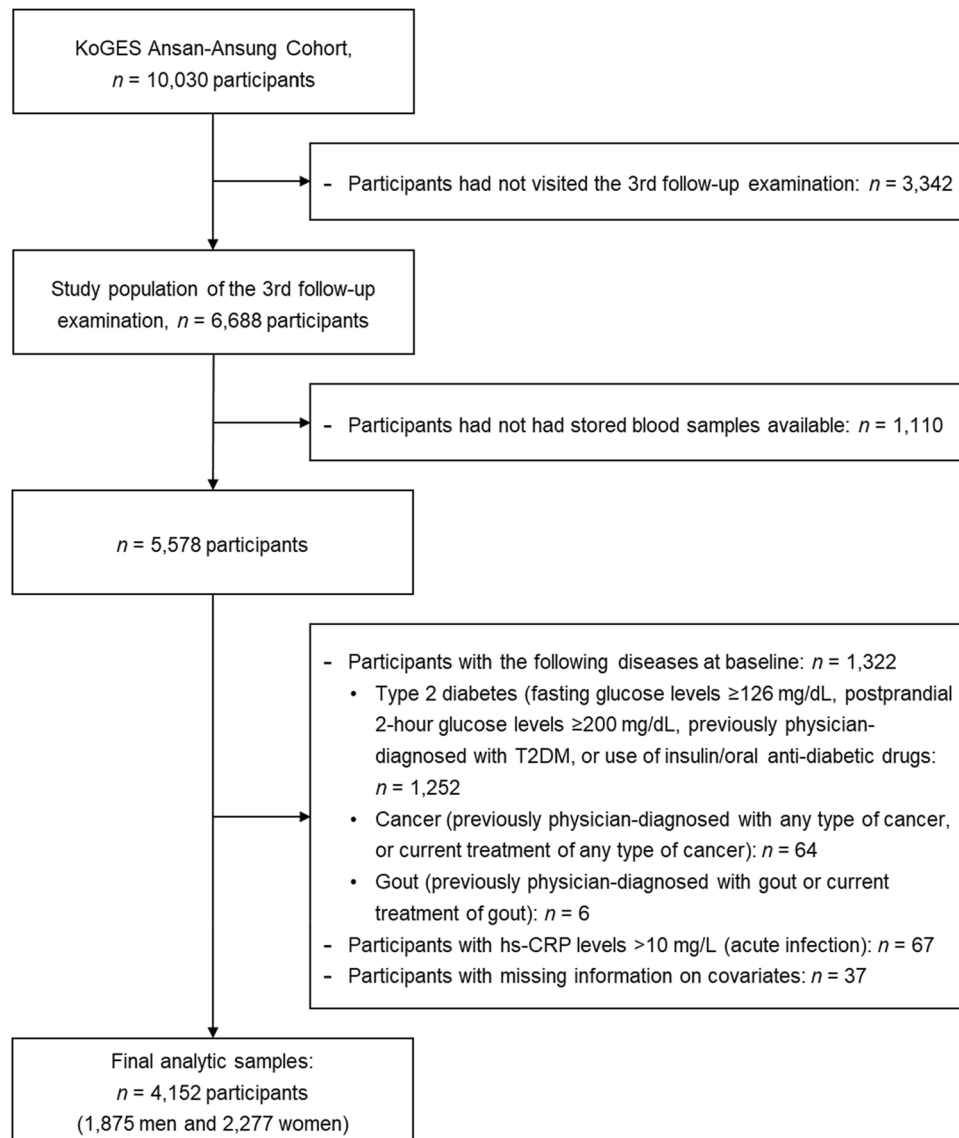 KoGES Ansan-Ansung Cohort,
n = 10,030 participants
- Participants had not visited the 3rd follow-up examination: n = 3,342
Study population of the 3rd follow-up
examination, n = 6,688 participants
- Participants had not had stored blood samples available: n = 1,110
n = 5,578 participants
- Participants with the following diseases at baseline: n = 1,322
• Type 2 diabetes (fasting glucose levels ≥126 mg/dL, postprandial
2-hour glucose levels ≥200 mg/dL, previously physician-
diagnosed with T2DM, or use of insulin/oral anti-diabetic drugs:
n = 1,252
• Cancer (previously physician-diagnosed with any type of cancer,
or current treatment of any type of cancer): n = 64
• Gout (previously physician-diagnosed with gout or current
treatment of gout): n = 6
- Participants with hs-CRP levels >10 mg/L (acute infection): n = 67
- Participants with missing information on covariates: n = 37
Final analytic samples:
n = 4,152 participants
(1,875 men and 2,277 women)